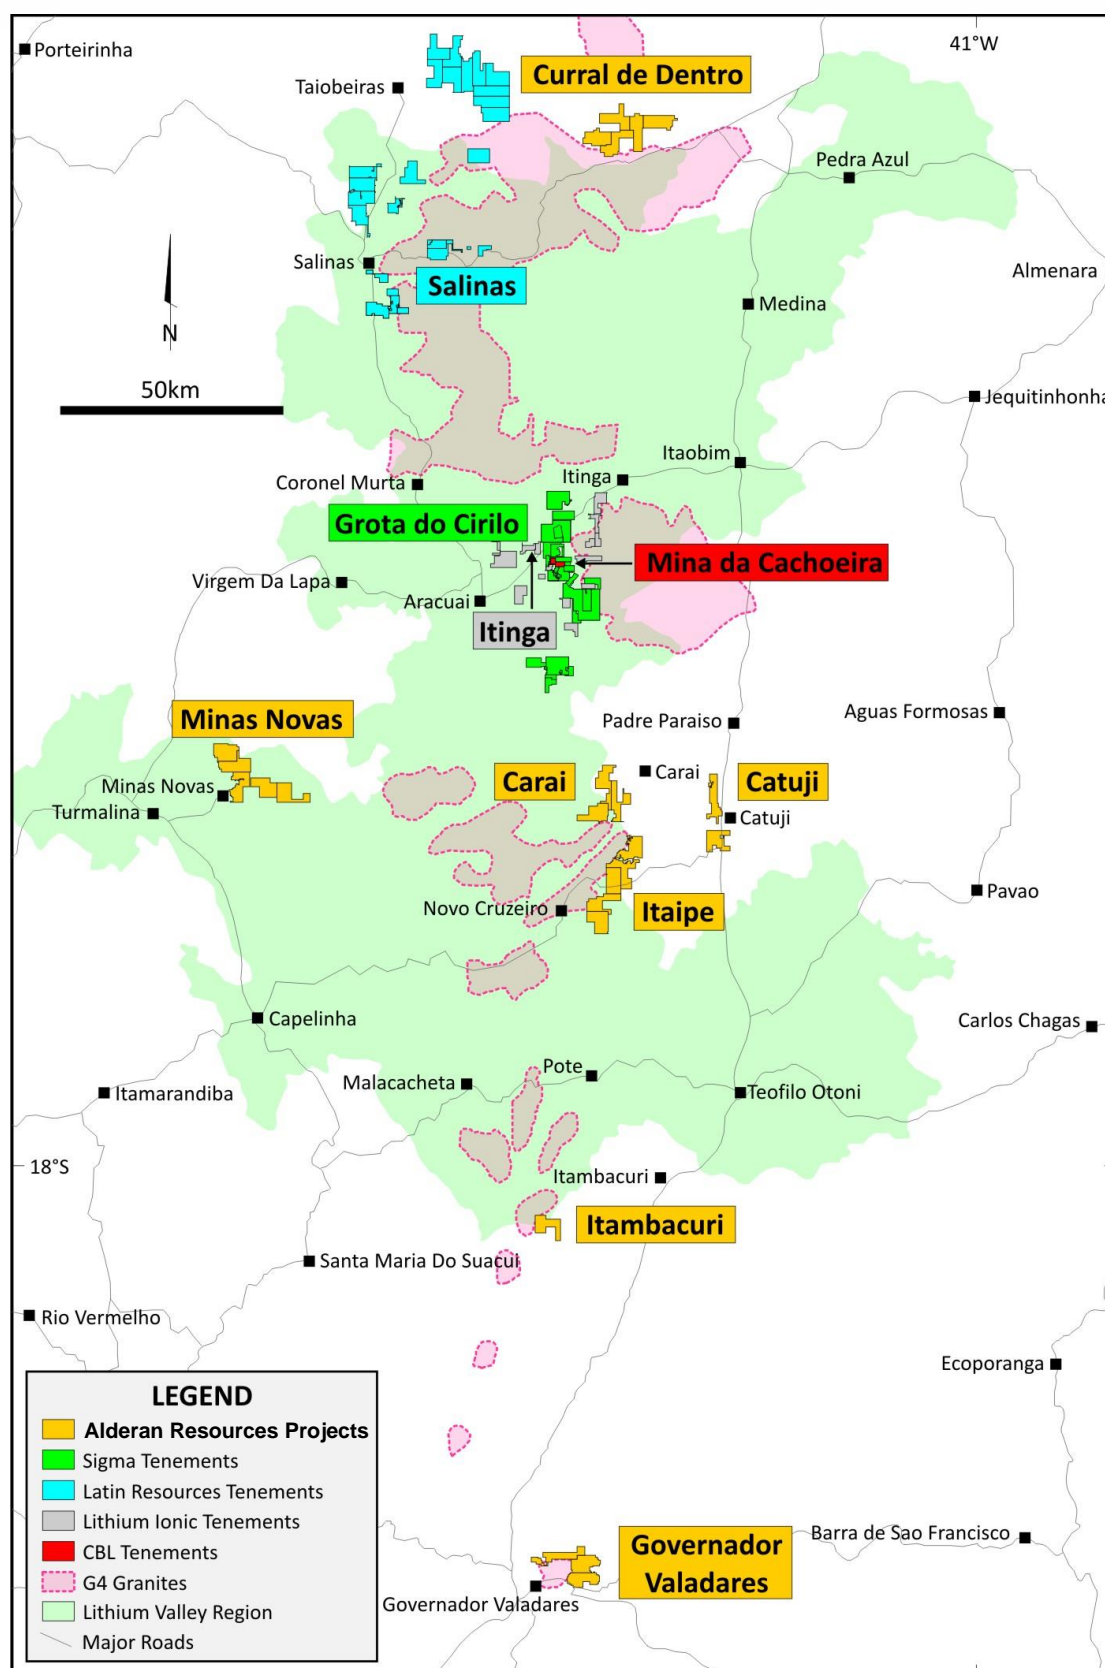 Porteirinha
41°W
Curral de Dentro
Taiobeiras
Pedra Azul
Salinas
Almenara
Salinas
Medina
N
50km
Jequitinhonha
Itaobim
Coronel Murta
Itinga
Grota do Cirilo
Mina da Cachoeira
Virgem Da Lapa
Aracuai
Itinga
Minas Novas
Padre Paraiso
Aguas Formosas
Carai
Carai
Catuji
Minas Novas
Turmalina
Catuji
Pavao
Novo Cruzeiro
Itaipe
Capelinha
Carlos Chagas
Pote
Malacacheta
Itamarandiba
Teofilo Otoni
18°S
Itambacuri
Itambacuri
Santa Maria Do Suacui
Rio Vermelho
Ecoporanga
LEGEND
Alderan Resources Projects
Sigma Tenements
Latin Resources Tenements
Lithium Ionic Tenements
CBL Tenements
G4 Granites
Lithium Valley Region
Major Roads
Barra de Sao Francisco
Governador
Valadares
Governador Valadares